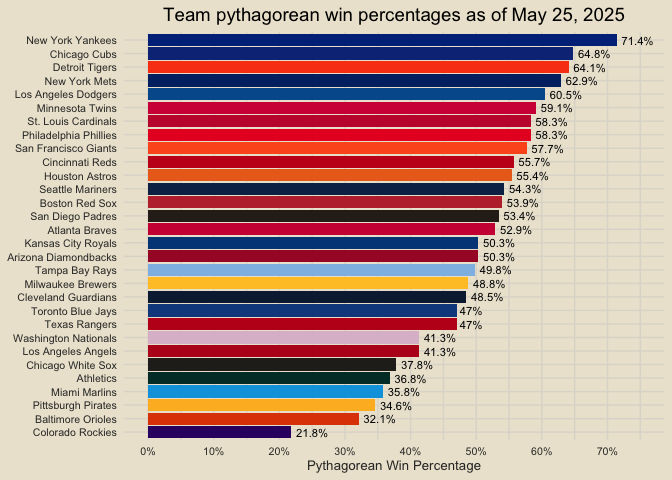 Team pythagorean win percentages as of May 25, 2025
New York Yankees 71.4%
Chicago Cubs 64.8%
Detroit Tigers 64.1%
New York Mets 62.9%
Los Angeles Dodgers 60.5%
Minnesota Twins 59.1%
St. Louis Cardinals 58.3%
Philadelphia Phillies 58.3%
San Francisco Giants 57.7%
Cincinnati Reds 55.7%
Houston Astros 55.4%
Seattle Mariners 54.3%
Boston Red Sox 53.9%
San Diego Padres 53.4%
Atlanta Braves 52.9%
Kansas City Royals 50.3%
Arizona Diamondbacks 50.3%
Tampa Bay Rays 49.8%
Milwaukee Brewers 48.8%
Cleveland Guardians 48.5%
Toronto Blue Jays 47%
Texas Rangers 47%
Washington Nationals 41.3%
Los Angeles Angels 41.3%
Chicago White Sox 37.8%
Athletics 36.8%
Miami Marlins 35.8%
Pittsburgh Pirates 34.6%
Baltimore Orioles 32.1%
Colorado Rockies 21.8%
0% 10% 20% 30% 40% 50% 60% 70%
Pythagorean Win Percentage